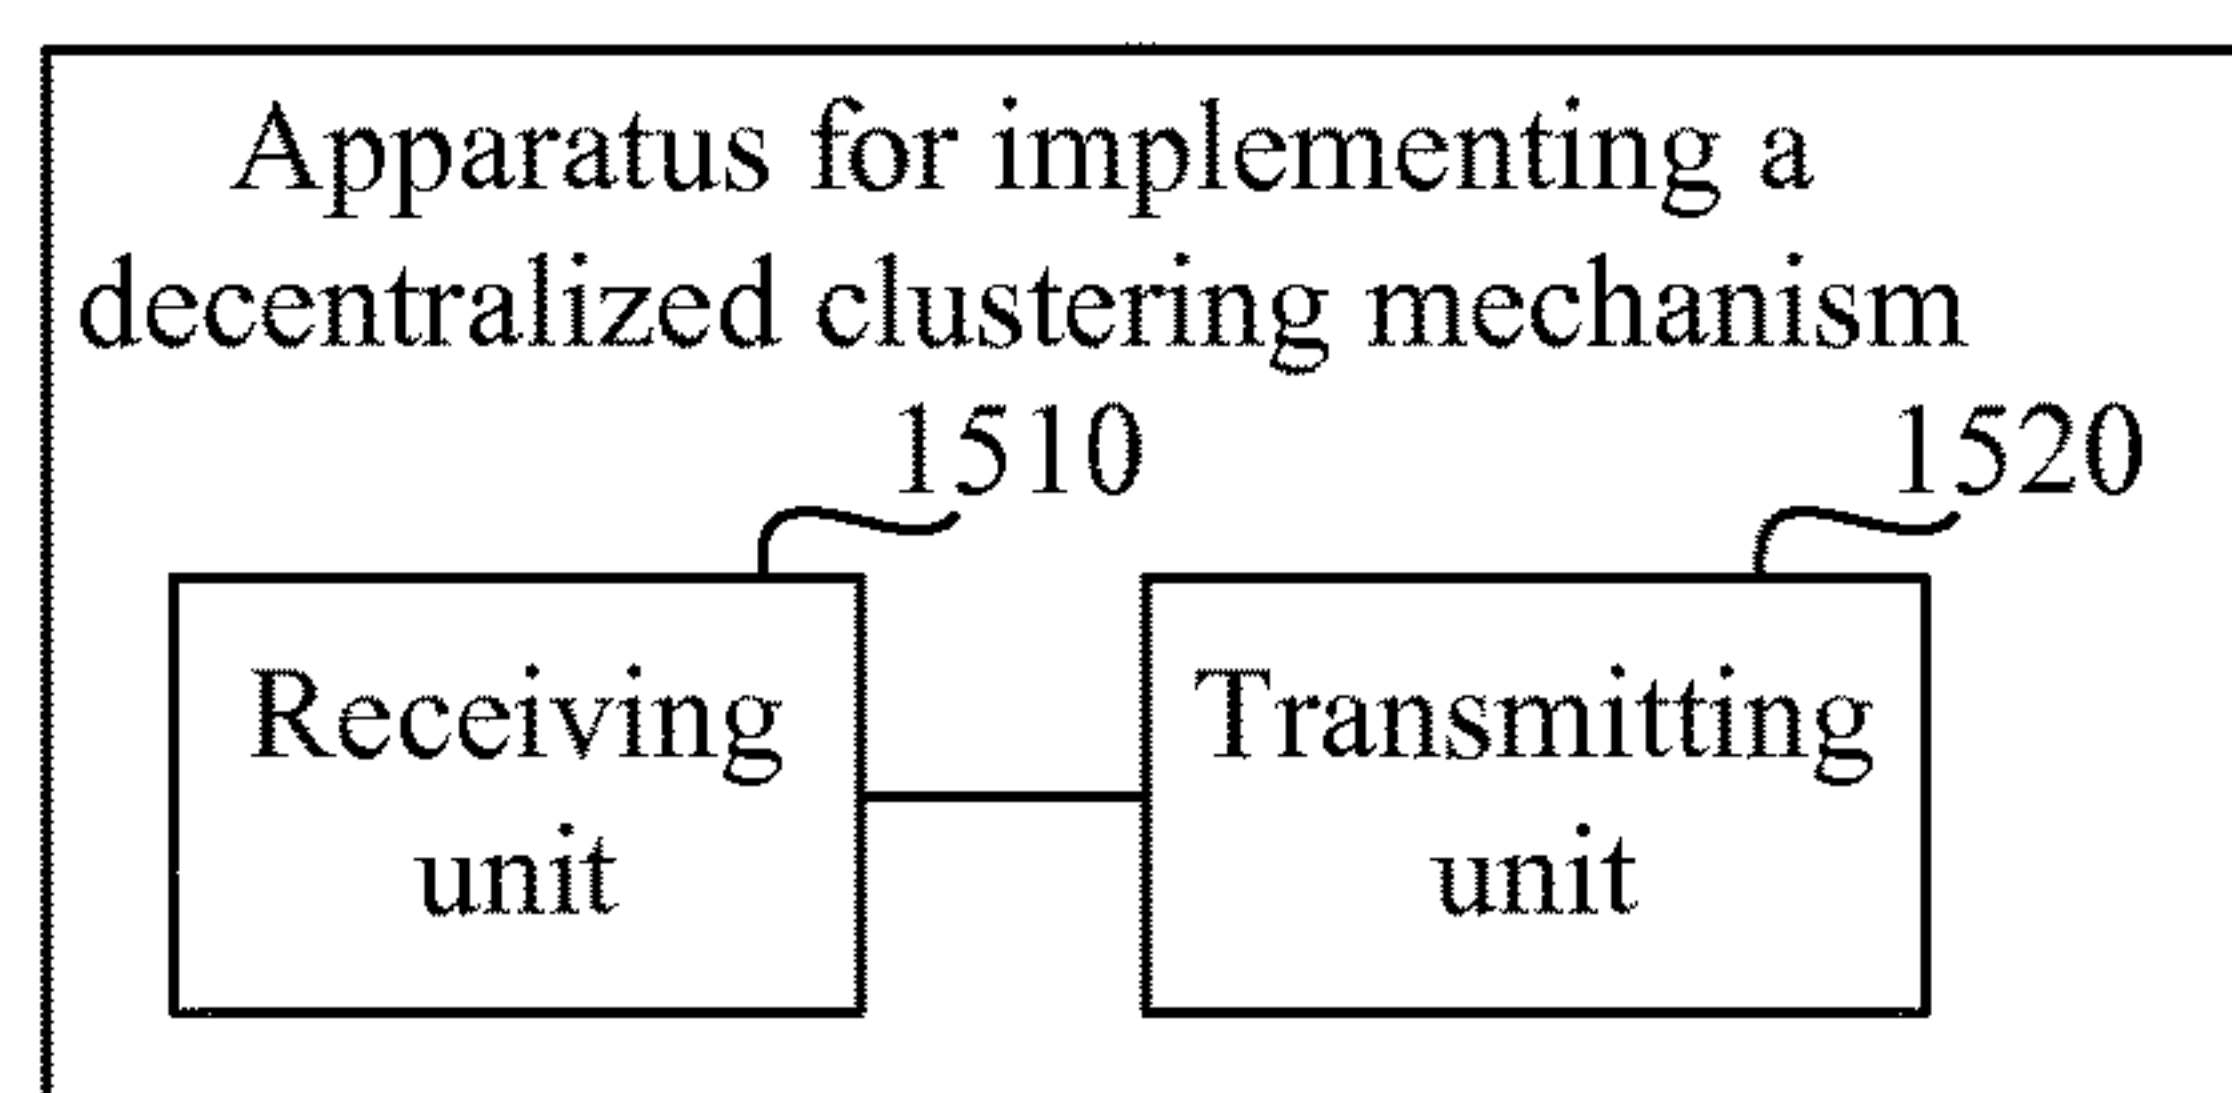 Apparatus for implementing a
decentralized clustering mechanism
1510
1520
Receiving
unit
Transmitting
unit